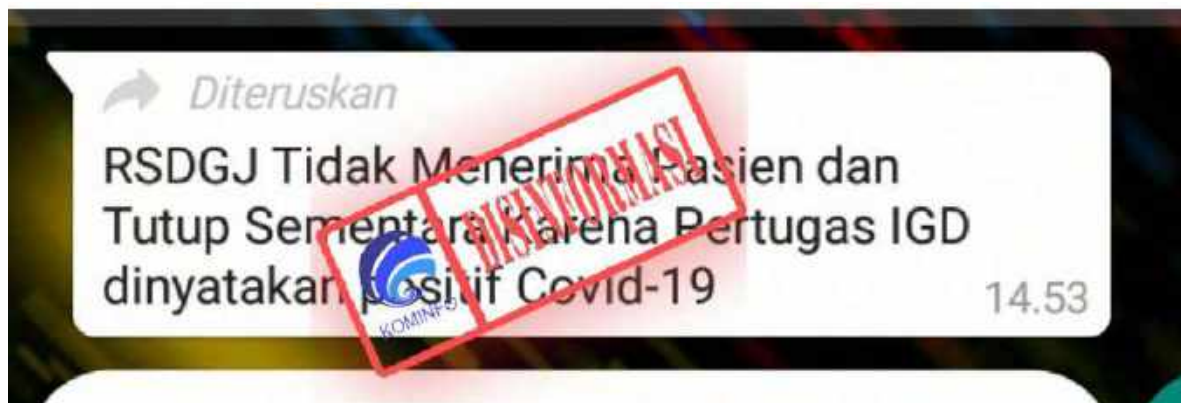 Diteruskan
RSDGJ Tidak Menerima Pasien dan
Tutup Sementara Karena Pertugas IGD
dinyatakan positif Covid-19
14.53
DISINFORMASI
KOMINFO